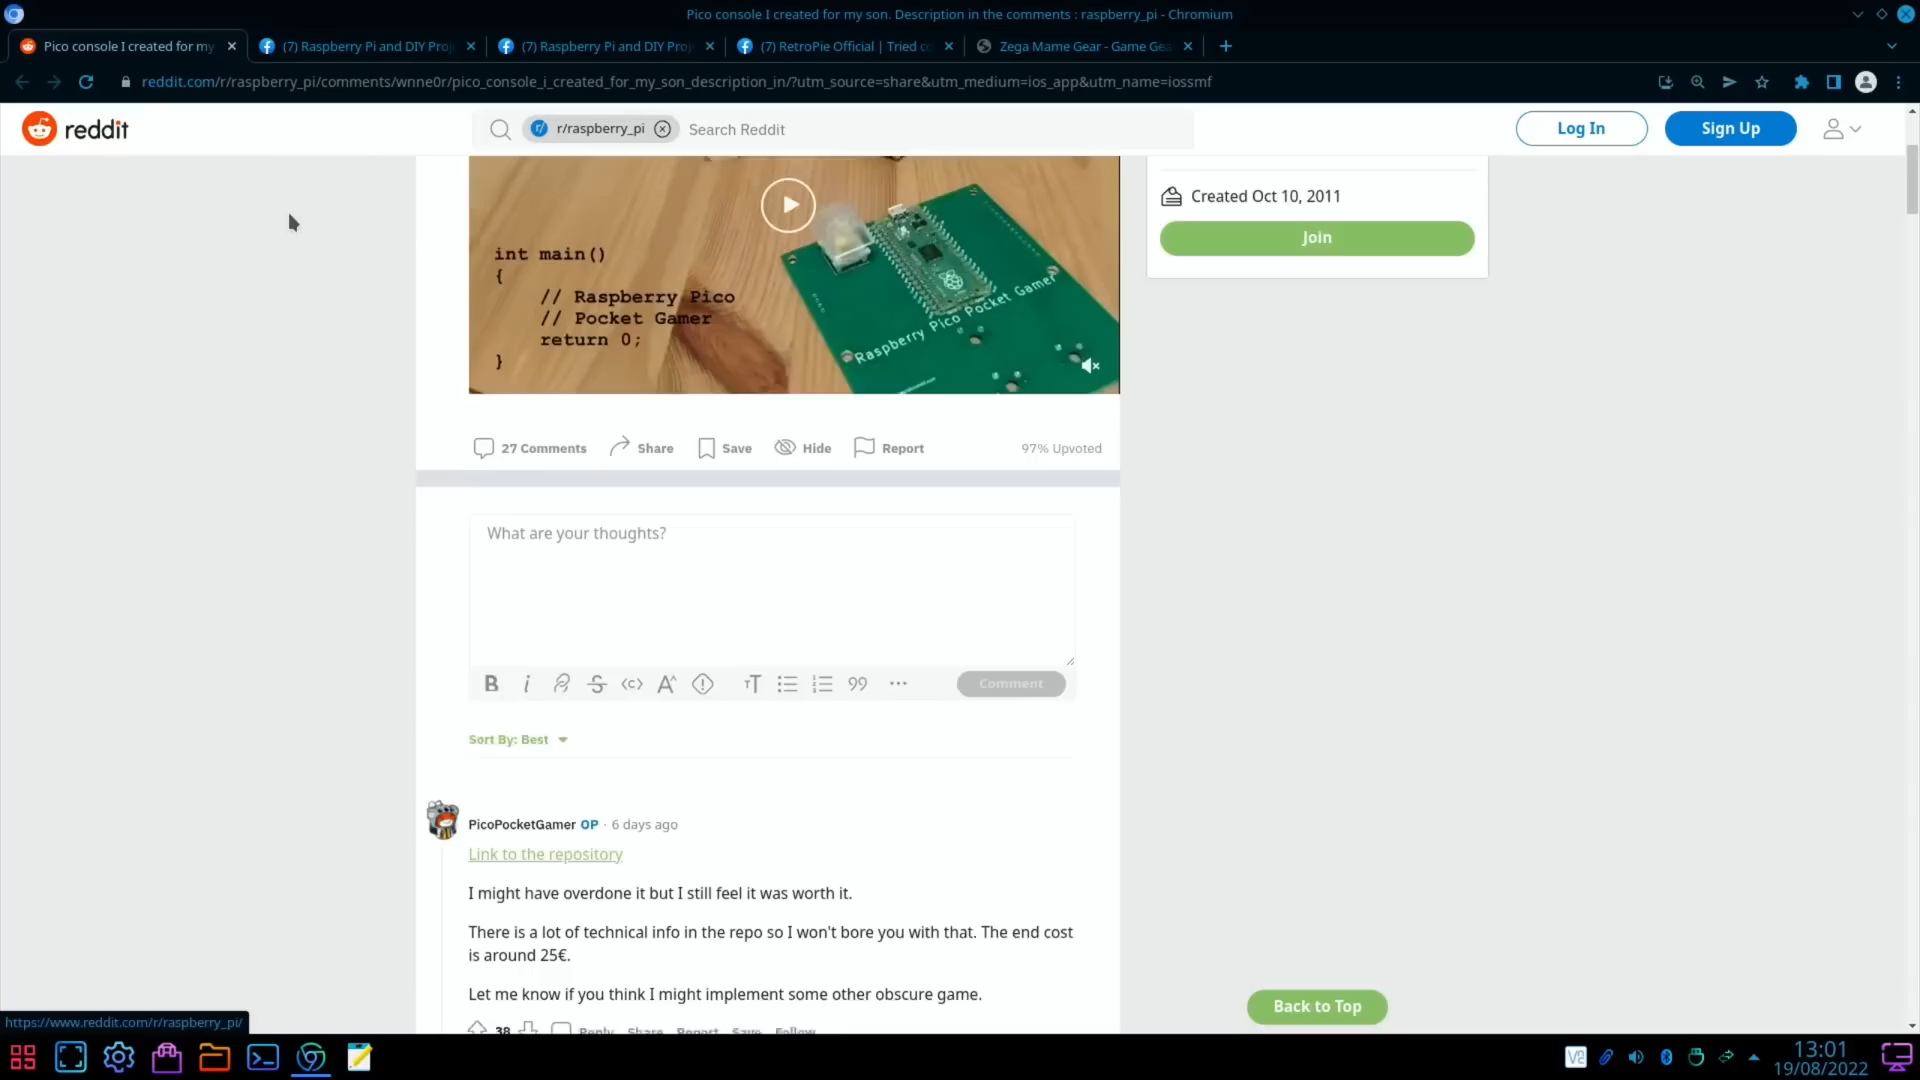 Pico console I created for my son. Description in the comments : raspberry_pi - Chromium
Pico console I created for my
(7) Raspberry Pi and DIY Proj
(7) Raspberry Pi and DIY Proj
(7) RetroPie Official | Tried co
Zega Mame Gear - Game Gea
reddit.com/r/raspberry_pi/comments/wnne0r/pico_console_i_created_for_my_son_description_in/?utm_source=share&utm_medium=ios_app&utm_name=iossmf
reddit
r/ r/raspberry_pi
Search Reddit
Log In
Sign Up
int main()
{
// Raspberry Pico
// Pocket Gamer
return 0;
}
Raspberry Pico Pocket Gamer
Created Oct 10, 2011
Join
27 Comments
Share
Save
Hide
Report
97% Upvoted
What are your thoughts?
Comment
Sort By: Best
PicoPocketGamer OP · 6 days ago
Link to the repository
I might have overdone it but I still feel it was worth it.
There is a lot of technical info in the repo so I won't bore you with that. The end cost
is around 25€.
Let me know if you think I might implement some other obscure game.
38
Reply
Share
Report
Save
Follow
Back to Top
https://www.reddit.com/r/raspberry_pi/
13:01
19/08/2022